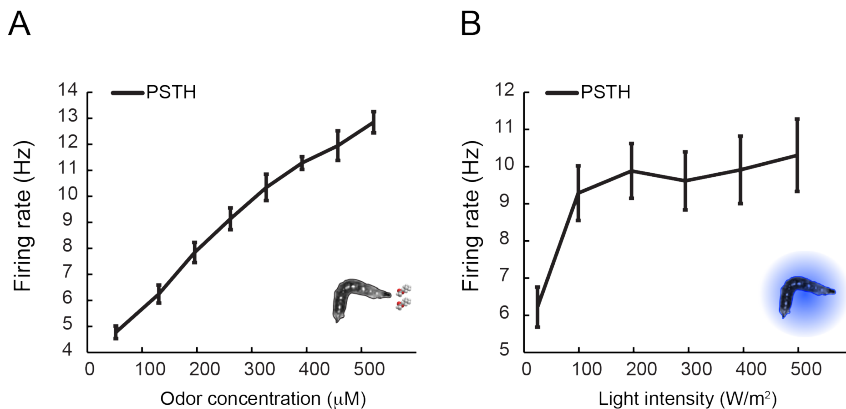 A
B
PSTH
Firing rate (Hz)
14
13
12
11
10
9
8
7
6
5
4
0 100 200 300 400 500
Odor concentration (μM)
PSTH
Firing rate (Hz)
12
11
10
9
8
7
6
5
0 100 200 300 400 500
Light intensity (W/m²)